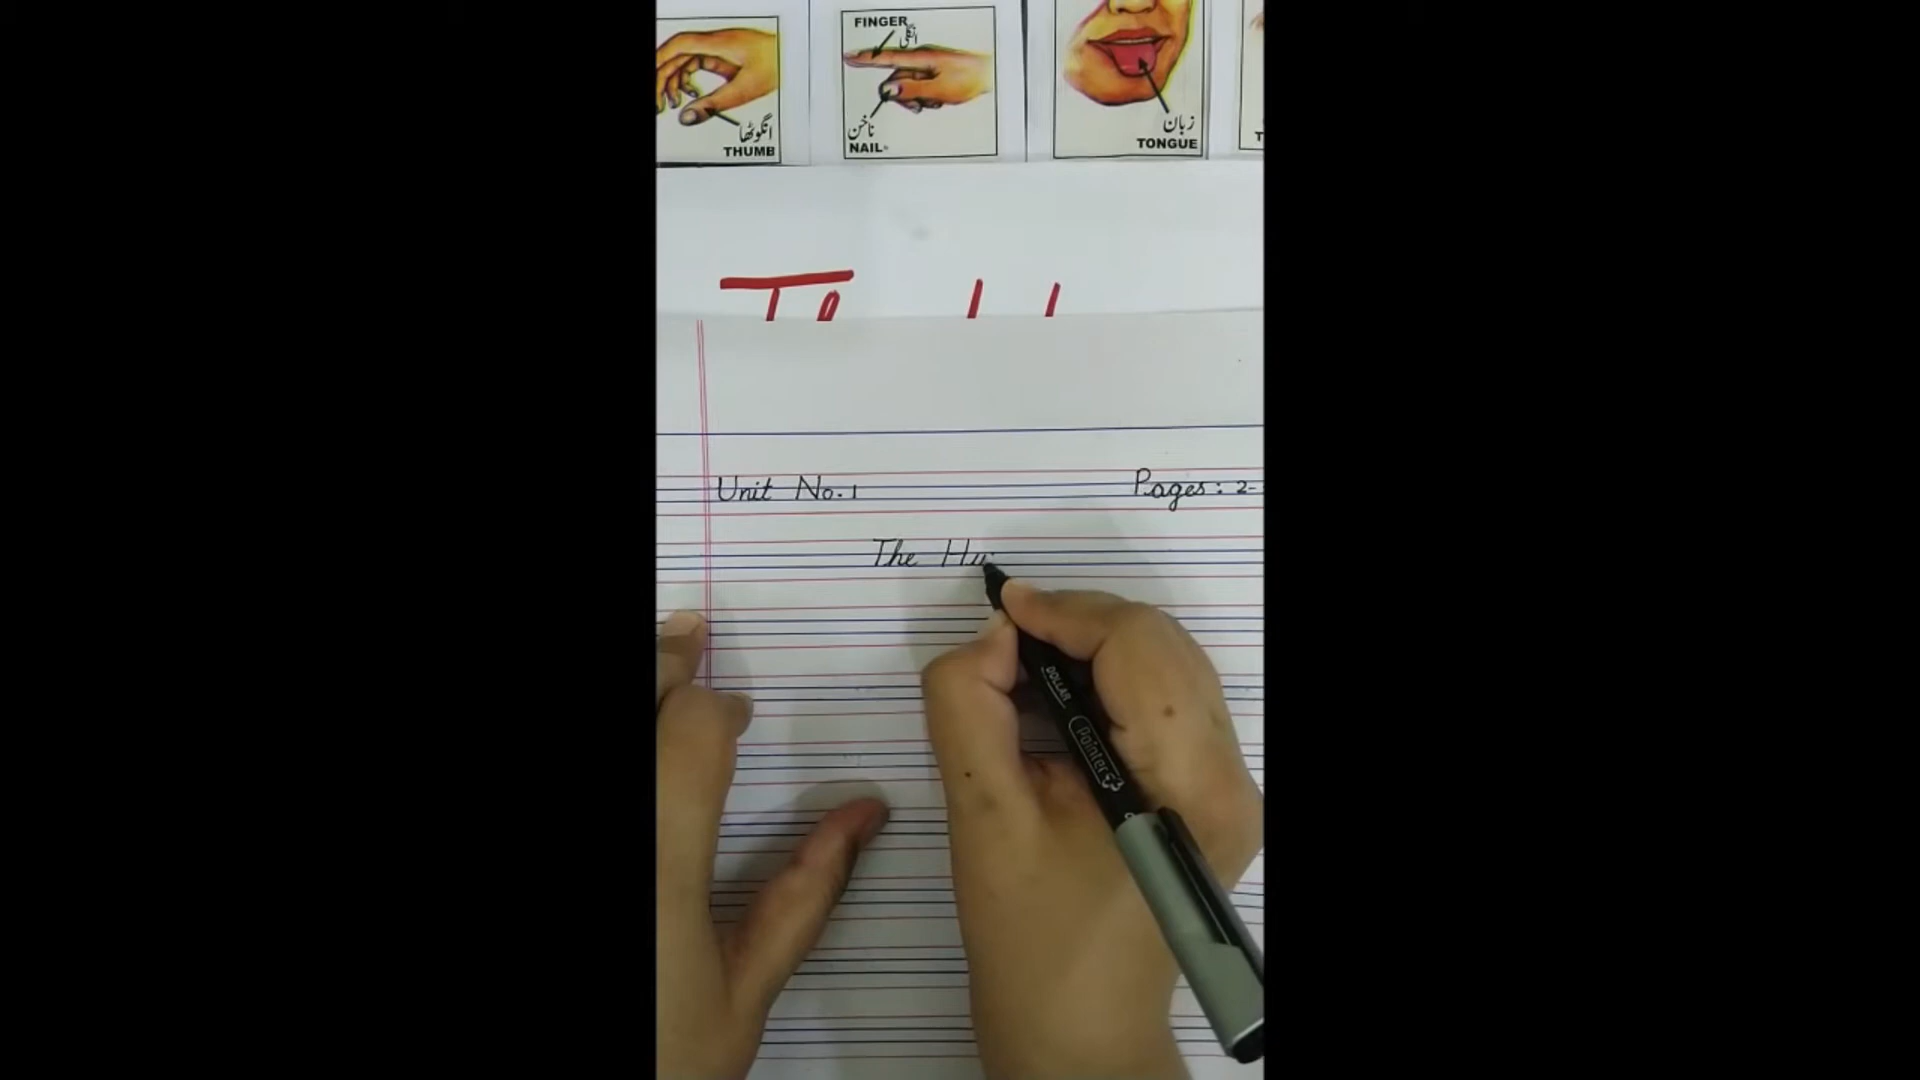 FINGER
انگلی
انگوٹھا
THUMB
ناخن
NAIL
زبان
TONGUE
T
Unit No. 1
Pages: 2-
The Hu
DOLLAR
Pointer